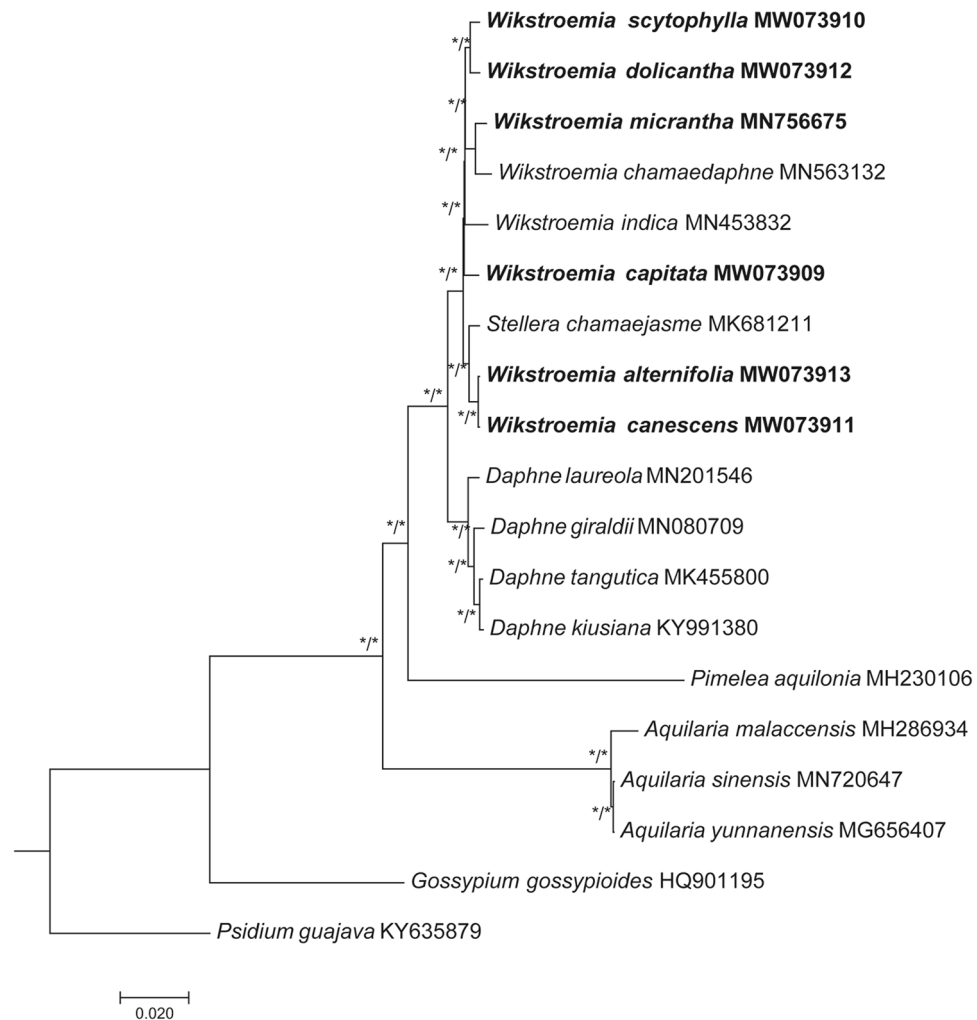 Wikstroemia scytophylla MW073910
*/*
Wikstroemia dolicantha MW073912
*/*
Wikstroemia micrantha MN756675
*/*
Wikstroemia chamaedaphne MN563132
*/*
Wikstroemia indica MN453832
*/*
Wikstroemia capitata MW073909
Stellera chamaejasme MK681211
*/*
Wikstroemia alternifolia MW073913
*/*
*/*
Wikstroemia canescens MW073911
Daphne laureola MN201546
*/*
*/*
Daphne giraldii MN080709
*/*
Daphne tangutica MK455800
*/*
Daphne kiusiana KY991380
*/*
Pimelea aquilonia MH230106
Aquilaria malaccensis MH286934
*/*
Aquilaria sinensis MN720647
*/*
Aquilaria yunnanensis MG656407
Gossypium gossypioides HQ901195
Psidium guajava KY635879
0.020